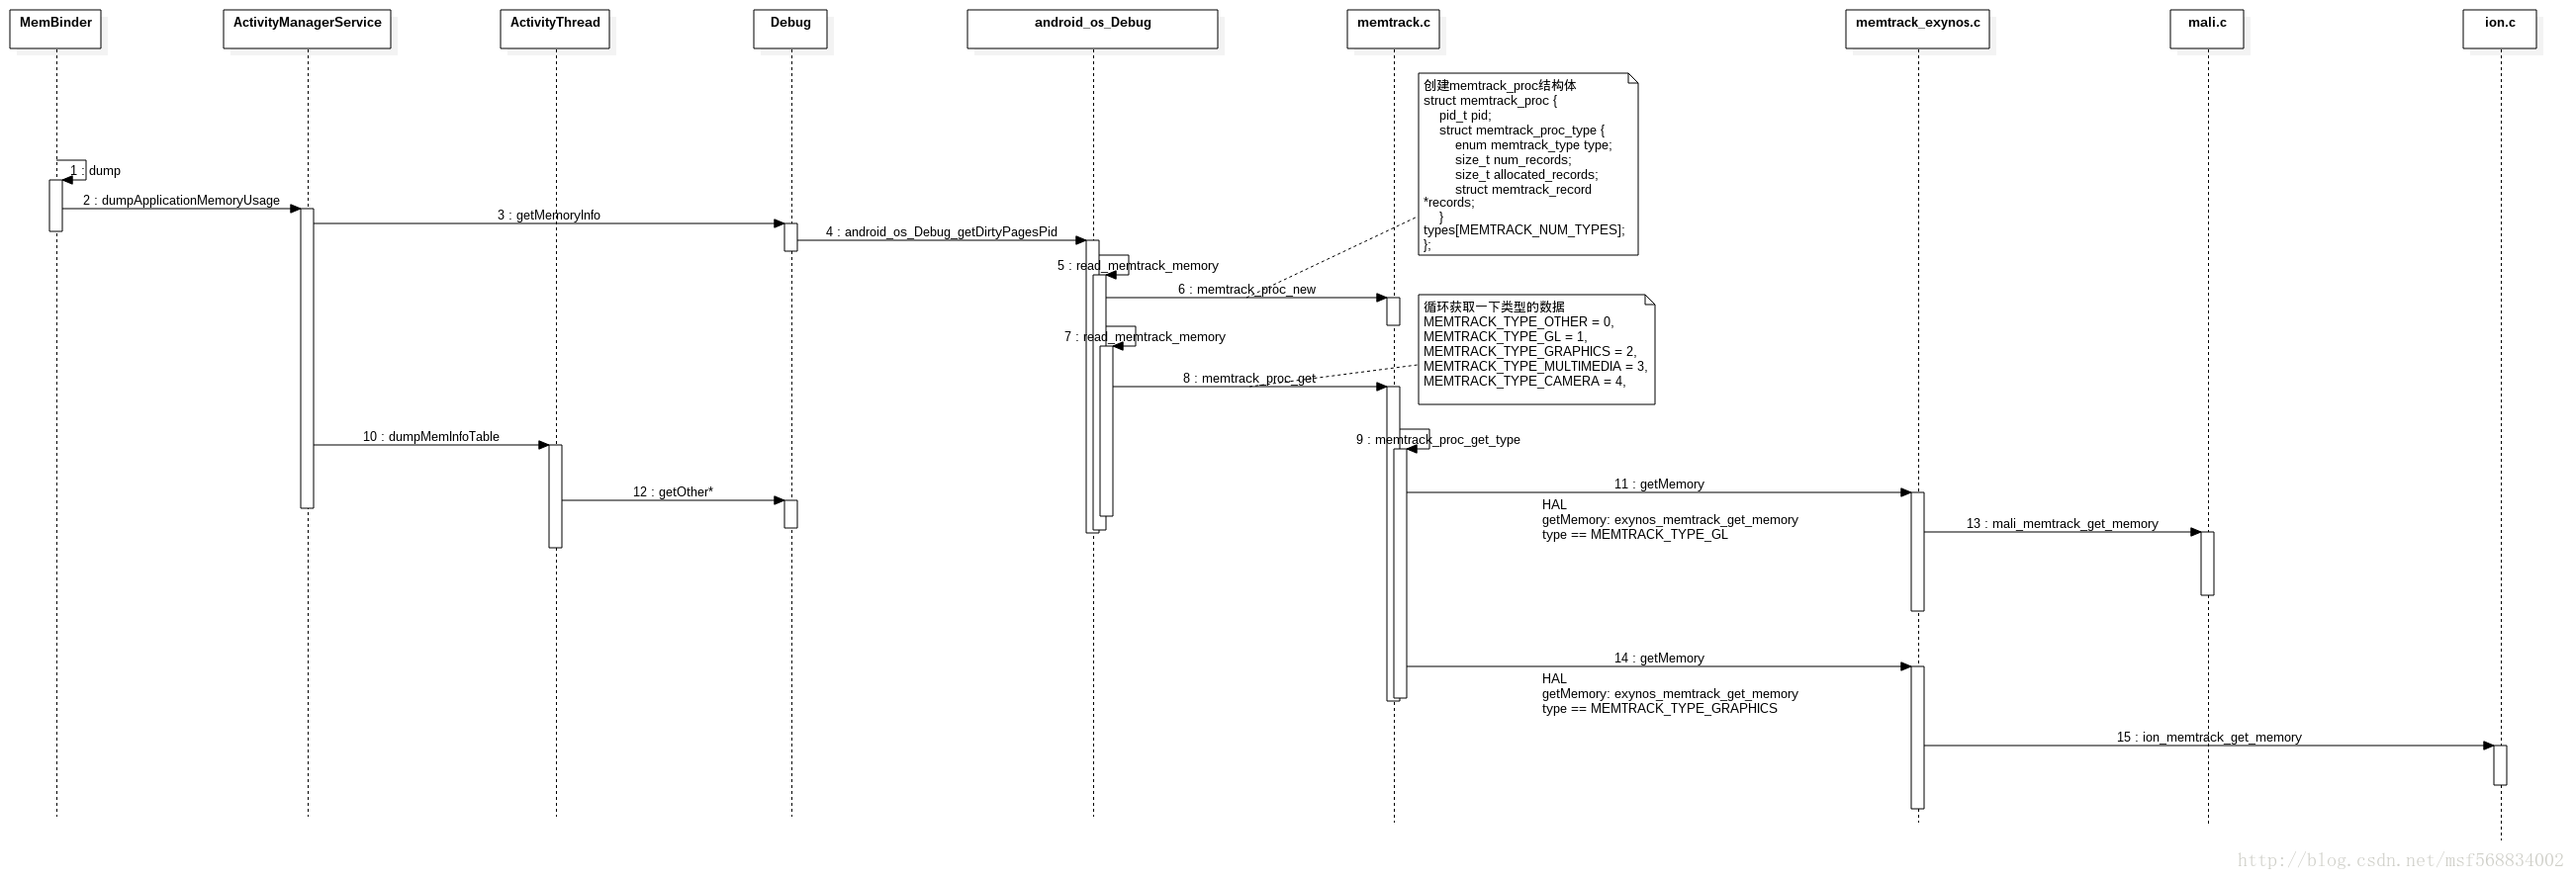 MemBinder
ActivityManagerService
ActivityThread
Debug
android_os_Debug
memtrack.c
memtrack_exynos.c
mali.c
ion.c
创建memtrack_proc结构体
struct memtrack_proc {
pid_t pid;
struct memtrack_proc_type {
enum memtrack_type type;
size_t num_records;
size_t allocated_records;
struct memtrack_record
*records;
}
types[MEMTRACK_NUM_TYPES];
};
1 : dump
2 : dumpApplicationMemoryUsage
3 : getMemoryInfo
4 : android_os_Debug_getDirtyPagesPid
5 : read_memtrack_memory
6 : memtrack_proc_new
循环获取一下类型的数据
MEMTRACK_TYPE_OTHER = 0,
MEMTRACK_TYPE_GL = 1,
MEMTRACK_TYPE_GRAPHICS = 2,
MEMTRACK_TYPE_MULTIMEDIA = 3,
MEMTRACK_TYPE_CAMERA = 4,
7 : read_memtrack_memory
8 : memtrack_proc_get
10 : dumpMemInfoTable
9 : memtrack_proc_get_type
12 : getOther*
11 : getMemory
HAL
getMemory: exynos_memtrack_get_memory
type == MEMTRACK_TYPE_GL
13 : mali_memtrack_get_memory
14 : getMemory
HAL
getMemory: exynos_memtrack_get_memory
type == MEMTRACK_TYPE_GRAPHICS
15 : ion_memtrack_get_memory
http://blog.csdn.net/msf568834002